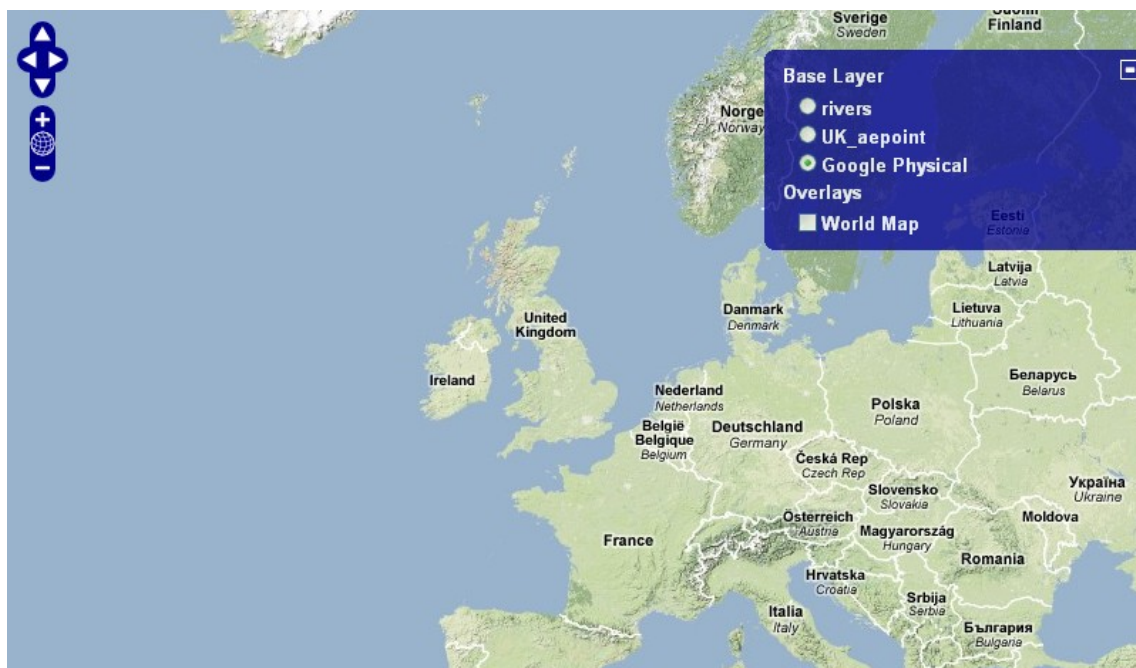 Sverige
Sweden
Suomi
Finland
Base Layer
rivers
UK_aepoint
Google Physical
Overlays
World Map
Norge
Norway
Eesti
Estonia
Latvija
Latvia
Lietuva
Lithuania
Danmark
Denmark
United
Kingdom
Ireland
Беларусь
Belarus
Nederland
Netherlands
Polska
Poland
België
Belgique
Belgium
Deutschland
Germany
Česká Rep
Czech Rep
Slovensko
Slovakia
Україна
Ukraine
Österreich
Austria
Magyarország
Hungary
Moldova
France
Romania
Hrvatska
Croatia
Srbija
Serbia
Italia
Italy
България
Bulgaria